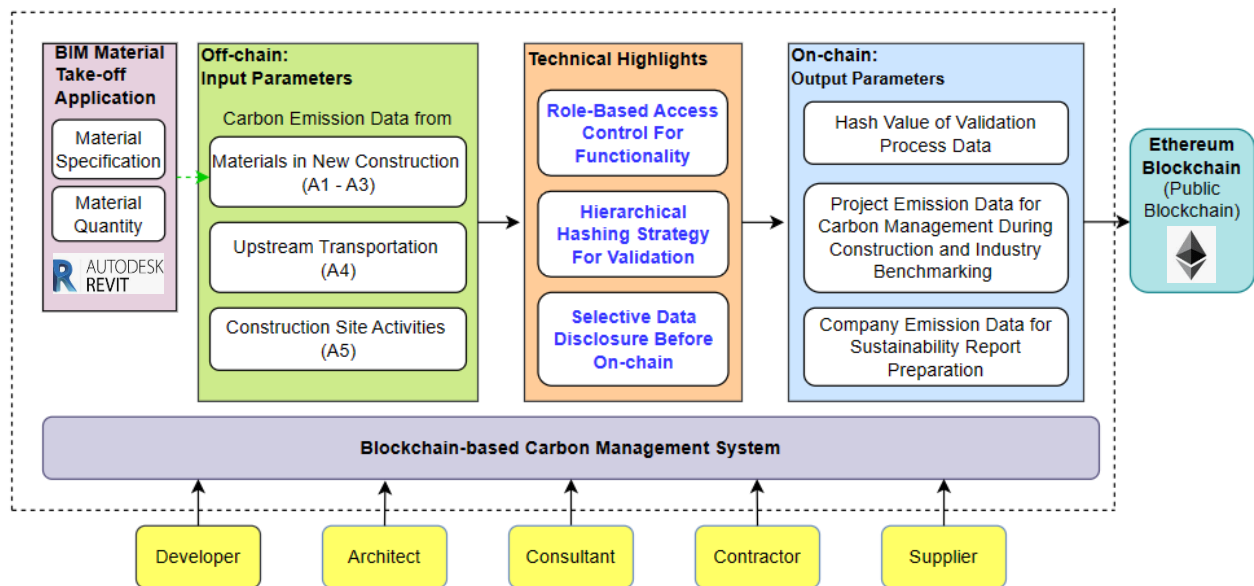 BIM Material
Take-off
Application
Material
Specification
Material
Quantity
R AUTODESK
REVIT
Off-chain:
Input Parameters
Carbon Emission Data from
Materials in New Construction
(A1 - A3)
Upstream Transportation
(A4)
Construction Site Activities
(A5)
Technical Highlights
Role-Based Access
Control For
Functionality
Hierarchical
Hashing Strategy
For Validation
Selective Data
Disclosure Before
On-chain
On-chain:
Output Parameters
Hash Value of Validation
Process Data
Project Emission Data for
Carbon Management During
Construction and Industry
Benchmarking
Company Emission Data for
Sustainability Report
Preparation
Ethereum
Blockchain
(Public
Blockchain)
Blockchain-based Carbon Management System
Developer
Architect
Consultant
Contractor
Supplier